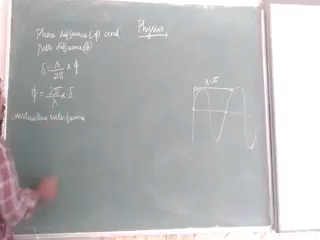 Physics
Phase difference (ϕ) and
path difference (δ)
δ = λ/2π × ϕ
ϕ = 2π/λ × δ
constructive interference